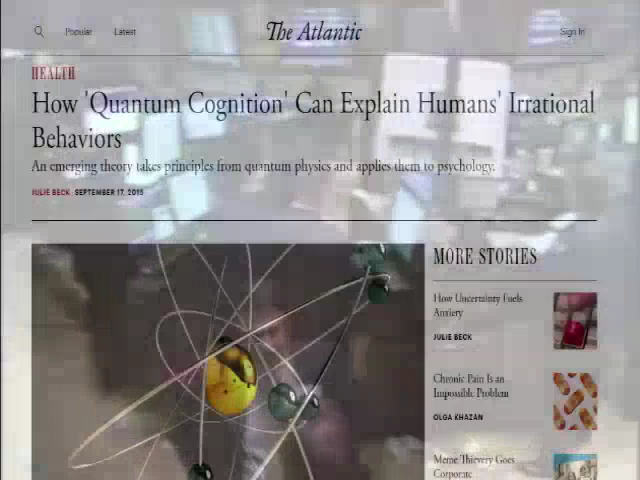 Popular
Latest
The Atlantic
Sign In
HEALTH
How 'Quantum Cognition' Can Explain Humans' Irrational
Behaviors
An emerging theory takes principles from quantum physics and applies them to psychology.
JULIE BECK SEPTEMBER 17, 2015
MORE STORIES
How Uncertainty Fuels
Anxiety
JULIE BECK
Chronic Pain Is an
Impossible Problem
OLGA KHAZAN
Meme Thievery Goes
Corporate